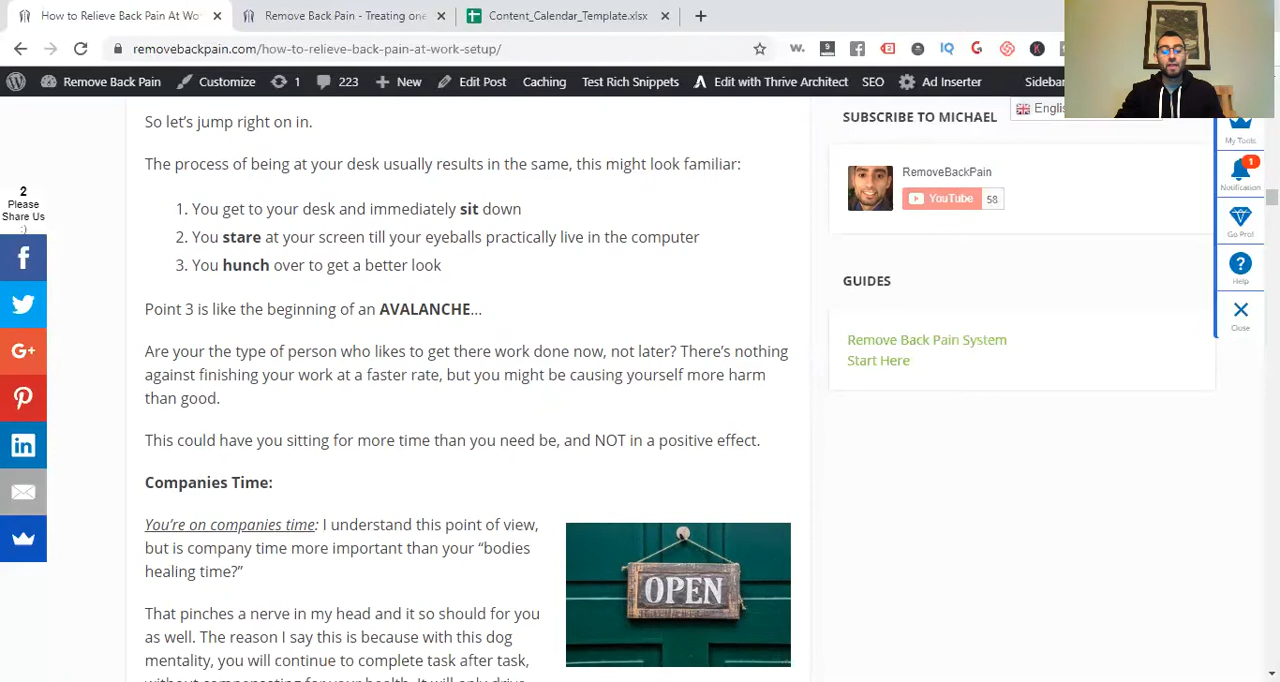 How to Relieve Back Pain At Wo
Remove Back Pain - Treating one
Content_Calendar_Template.xlsx
removebackpain.com/how-to-relieve-back-pain-at-work-setup/
Remove Back Pain
Customize
1
223
New
Edit Post
Caching
Test Rich Snippets
Edit with Thrive Architect
SEO
Ad Inserter
Sidebar
So let's jump right on in.
The process of being at your desk usually results in the same, this might look familiar:
1. You get to your desk and immediately sit down
2. You stare at your screen till your eyeballs practically live in the computer
3. You hunch over to get a better look
Point 3 is like the beginning of an AVALANCHE…
Are your the type of person who likes to get there work done now, not later? There's nothing
against finishing your work at a faster rate, but you might be causing yourself more harm
than good.
This could have you sitting for more time than you need be, and NOT in a positive effect.
Companies Time:
You're on companies time: I understand this point of view,
but is company time more important than your “bodies
healing time?”
That pinches a nerve in my head and it so should for you
as well. The reason I say this is because with this dog
mentality, you will continue to complete task after task,
without compensating for your health. It will only drive
OPEN
2
Please
Share Us
:)
SUBSCRIBE TO MICHAEL
Englis
RemoveBackPain
YouTube 58
GUIDES
Remove Back Pain System
Start Here
My Tools
1
Notification
Go Pro!
Help
Close